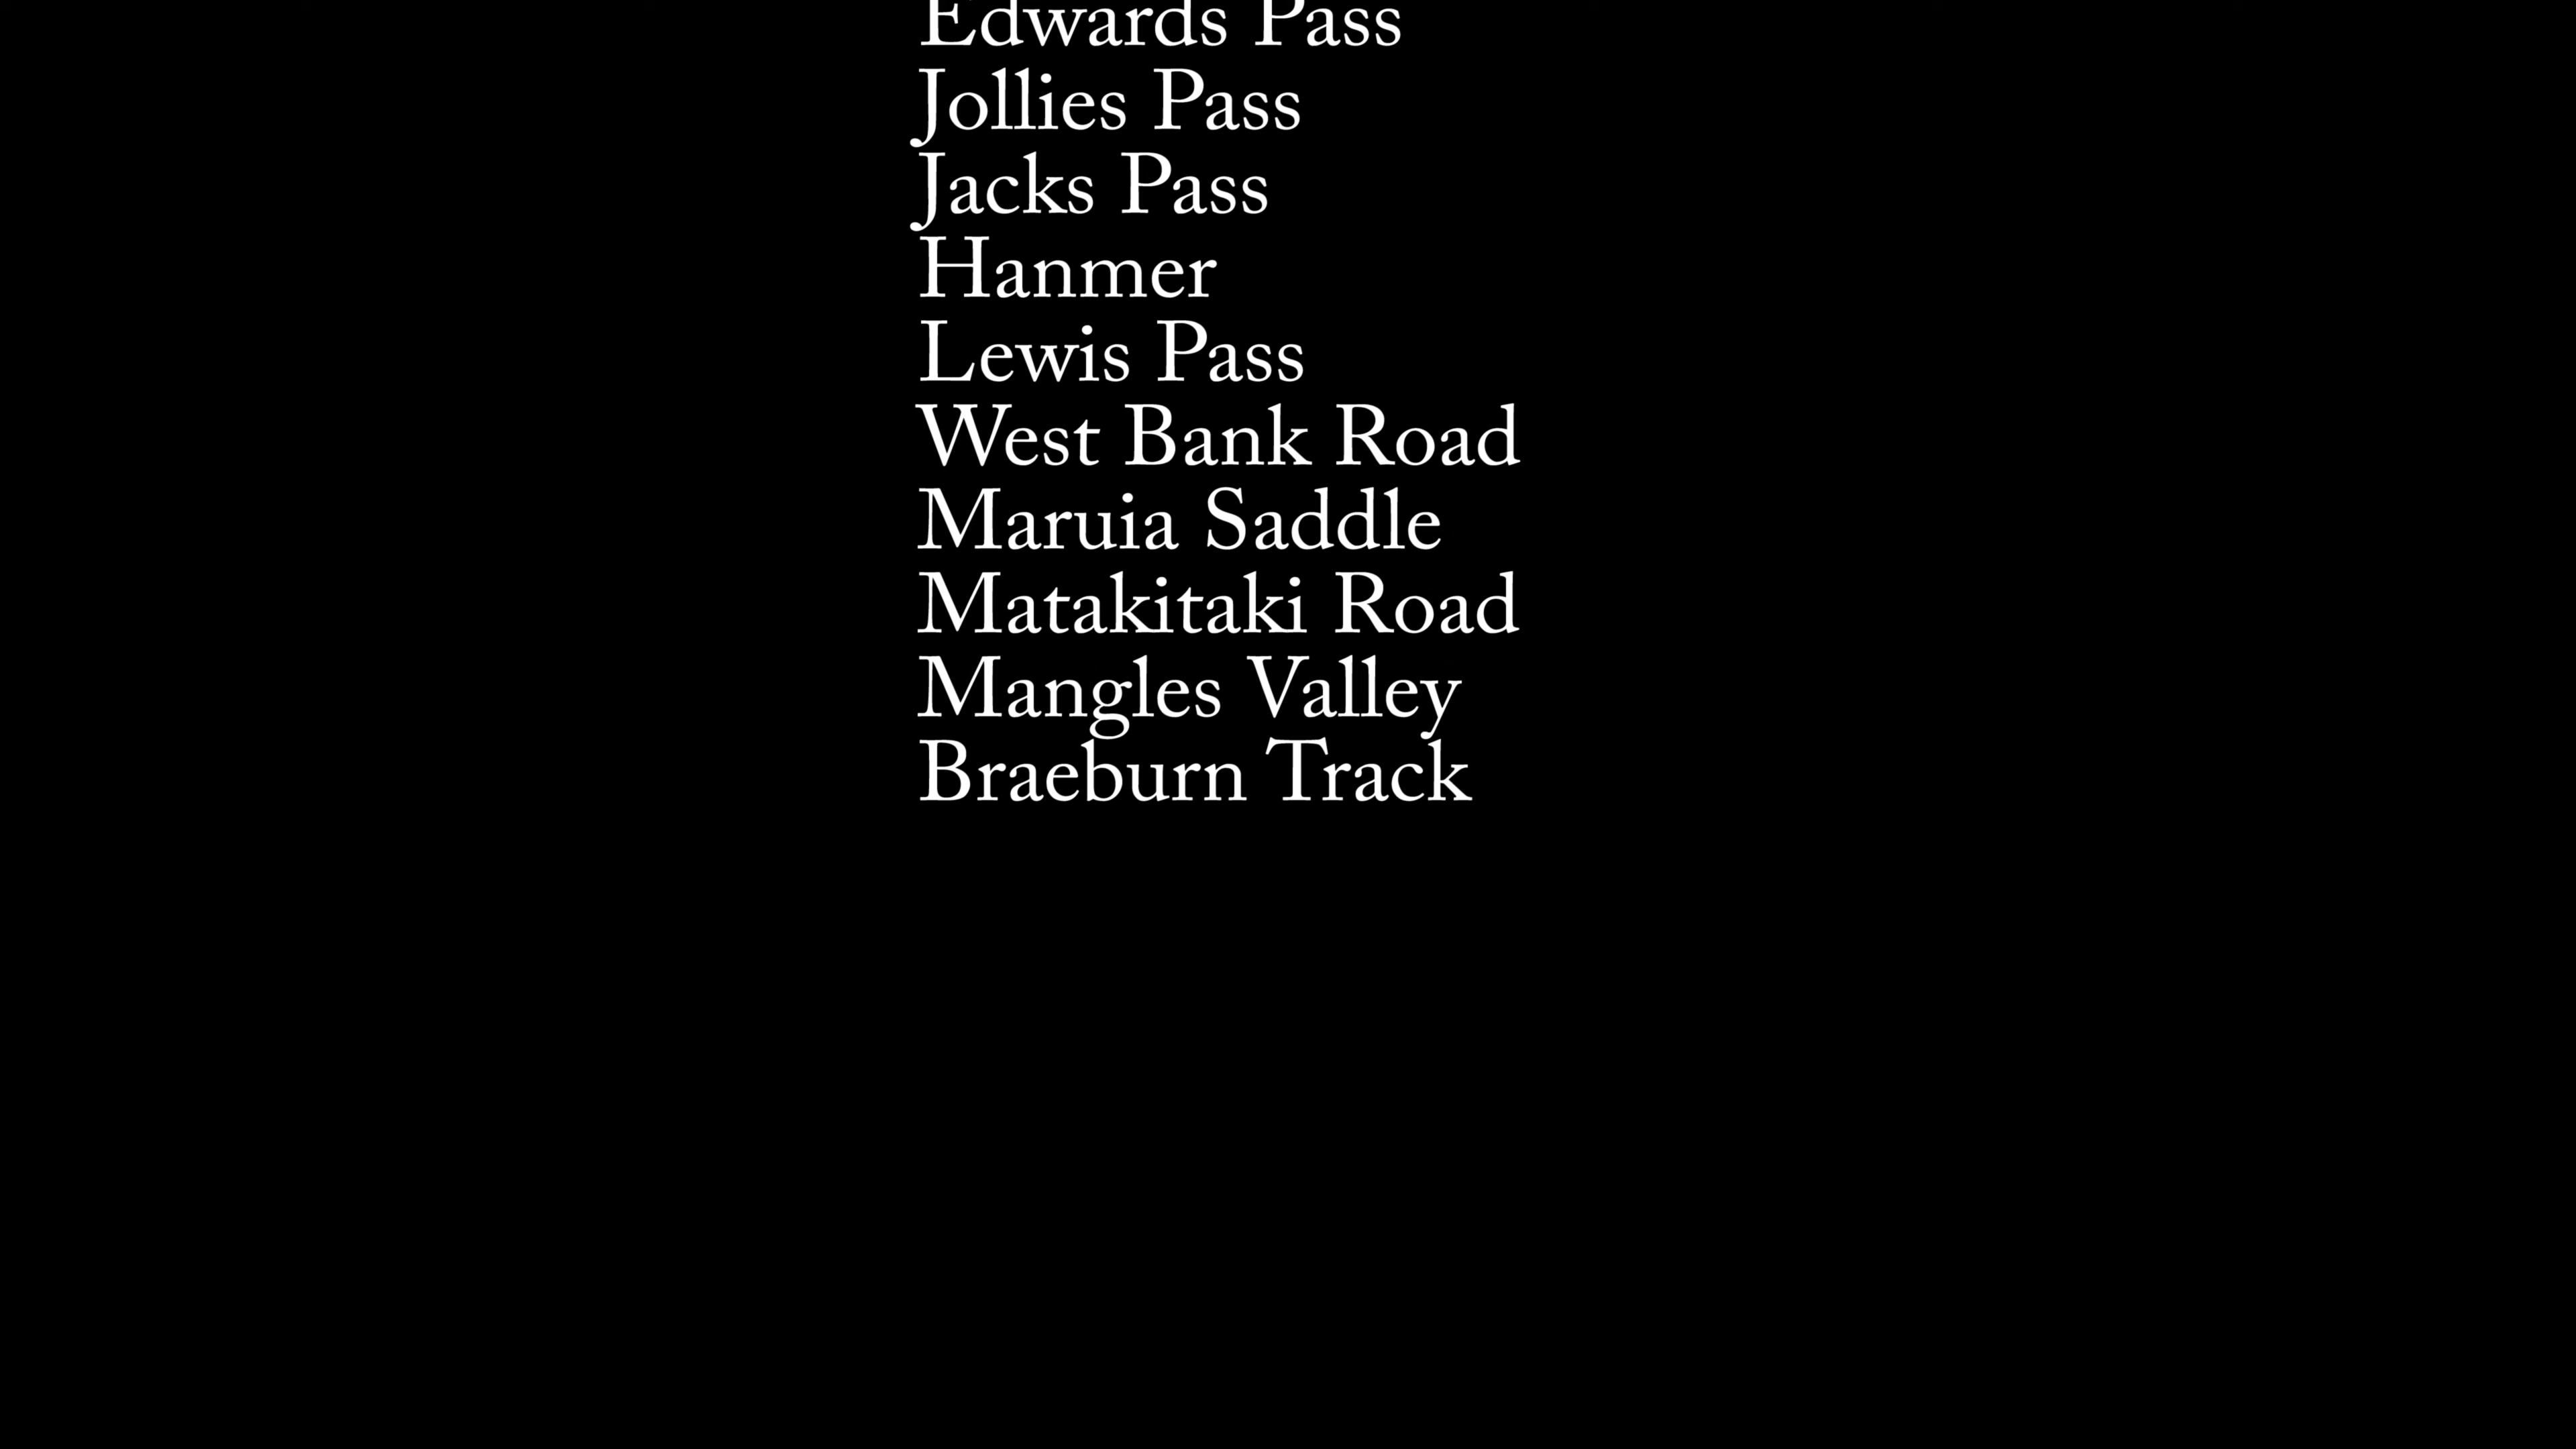 Edwards Pass
Jollies Pass
Jacks Pass
Hanmer
Lewis Pass
West Bank Road
Maruia Saddle
Matakitaki Road
Mangles Valley
Braeburn Track